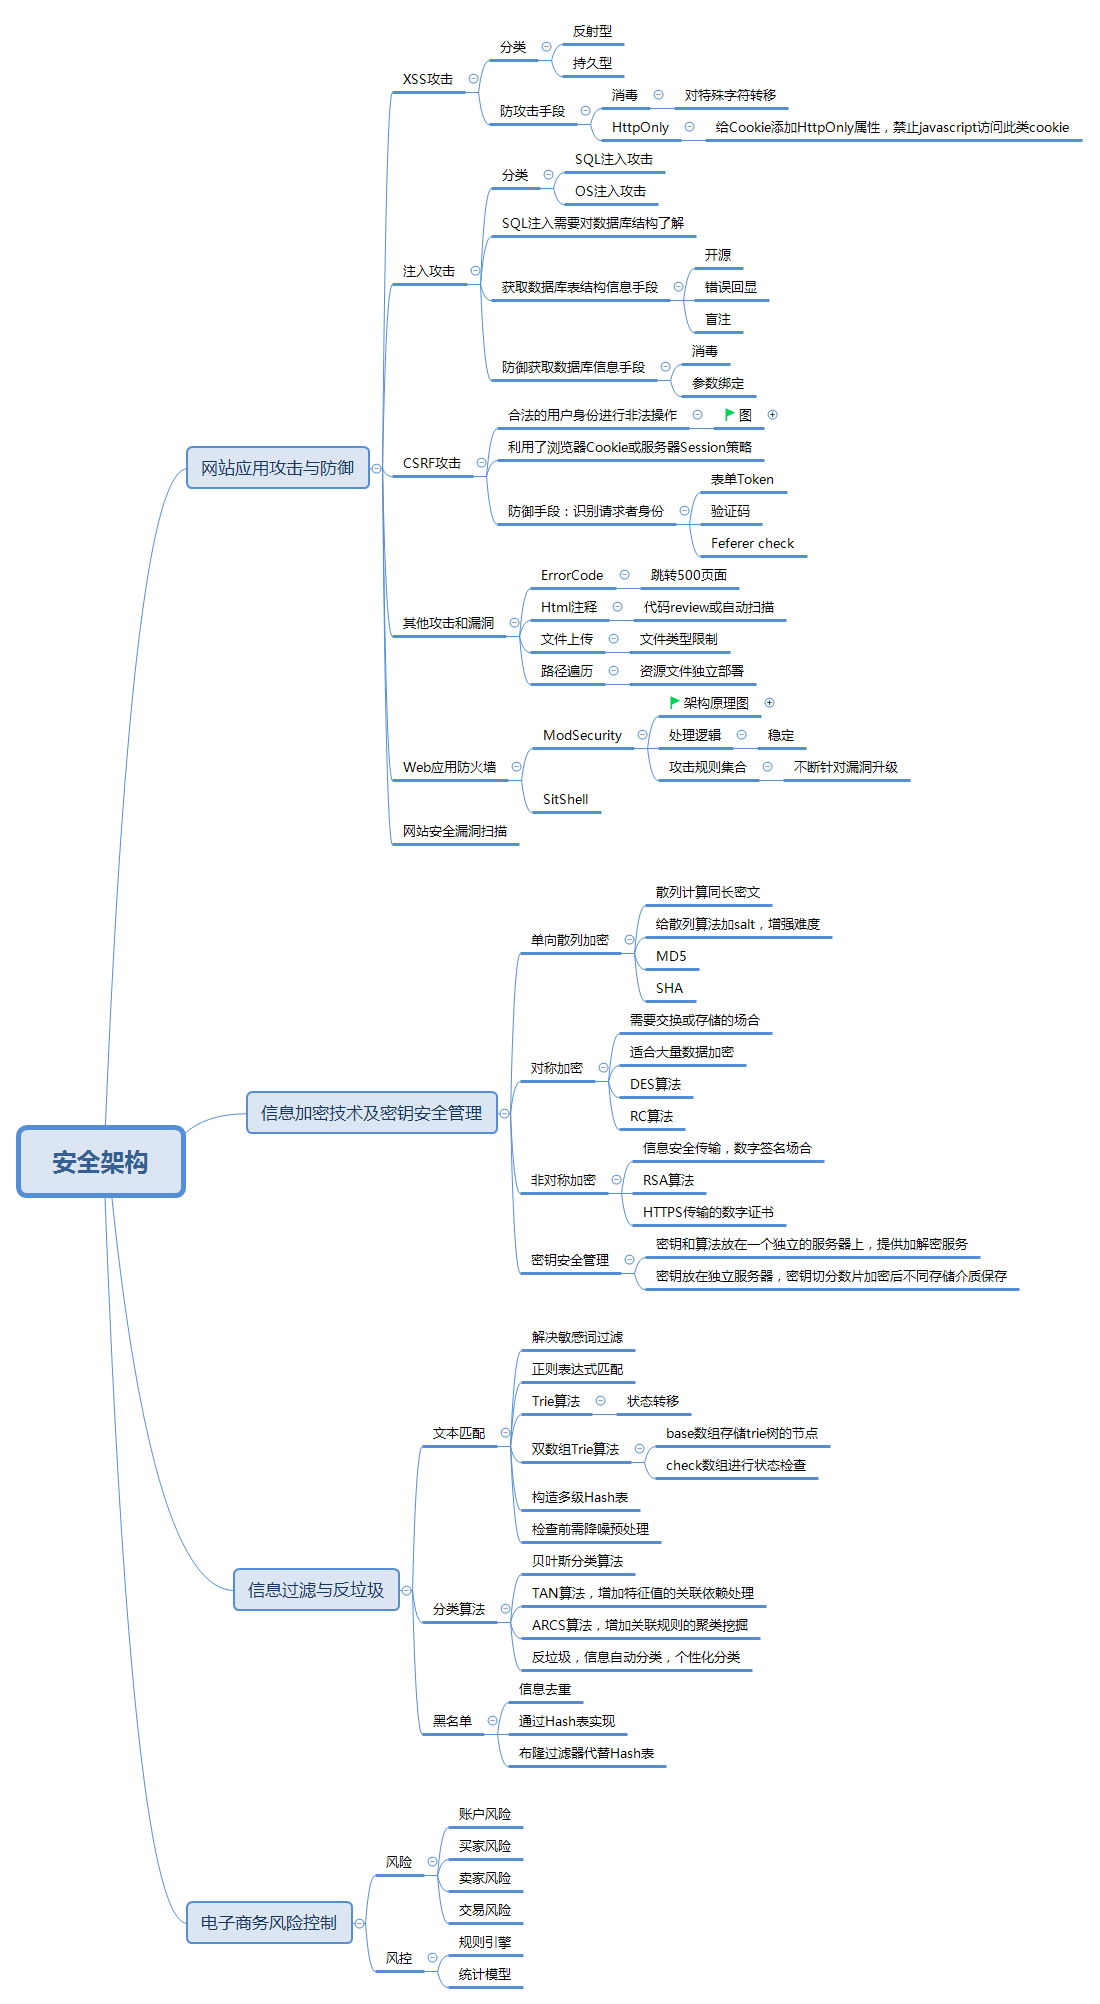 安全架构
网站应用攻击与防御
XSS攻击
分类
反射型
持久型
防攻击手段
消毒
对特殊字符转移
HttpOnly
给Cookie添加HttpOnly属性，禁止javascript访问此类cookie
注入攻击
分类
SQL注入攻击
OS注入攻击
SQL注入需要对数据库结构了解
获取数据库表结构信息手段
开源
错误回显
盲注
防御获取数据库信息手段
消毒
参数绑定
CSRF攻击
合法的用户身份进行非法操作
图
利用了浏览器Cookie或服务器Session策略
防御手段：识别请求者身份
表单Token
验证码
Feferer check
其他攻击和漏洞
ErrorCode
跳转500页面
Html注释
代码review或自动扫描
文件上传
文件类型限制
路径遍历
资源文件独立部署
Web应用防火墙
ModSecurity
架构原理图
处理逻辑
稳定
攻击规则集合
不断针对漏洞升级
SitShell
网站安全漏洞扫描
信息加密技术及密钥安全管理
单向散列加密
散列计算同长密文
给散列算法加salt，增强难度
MD5
SHA
对称加密
需要交换或存储的场合
适合大量数据加密
DES算法
RC算法
非对称加密
信息安全传输，数字签名场合
RSA算法
HTTPS传输的数字证书
密钥安全管理
密钥和算法放在一个独立的服务器上，提供加解密服务
密钥放在独立服务器，密钥切分数片加密后不同存储介质保存
信息过滤与反垃圾
文本匹配
解决敏感词过滤
正则表达式匹配
Trie算法
状态转移
双数组Trie算法
base数组存储trie树的节点
check数组进行状态检查
构造多级Hash表
检查前需降噪预处理
分类算法
贝叶斯分类算法
TAN算法，增加特征值的关联依赖处理
ARCS算法，增加关联规则的聚类挖掘
反垃圾，信息自动分类，个性化分类
黑名单
信息去重
通过Hash表实现
布隆过滤器代替Hash表
电子商务风险控制
风险
账户风险
买家风险
卖家风险
交易风险
风控
规则引擎
统计模型